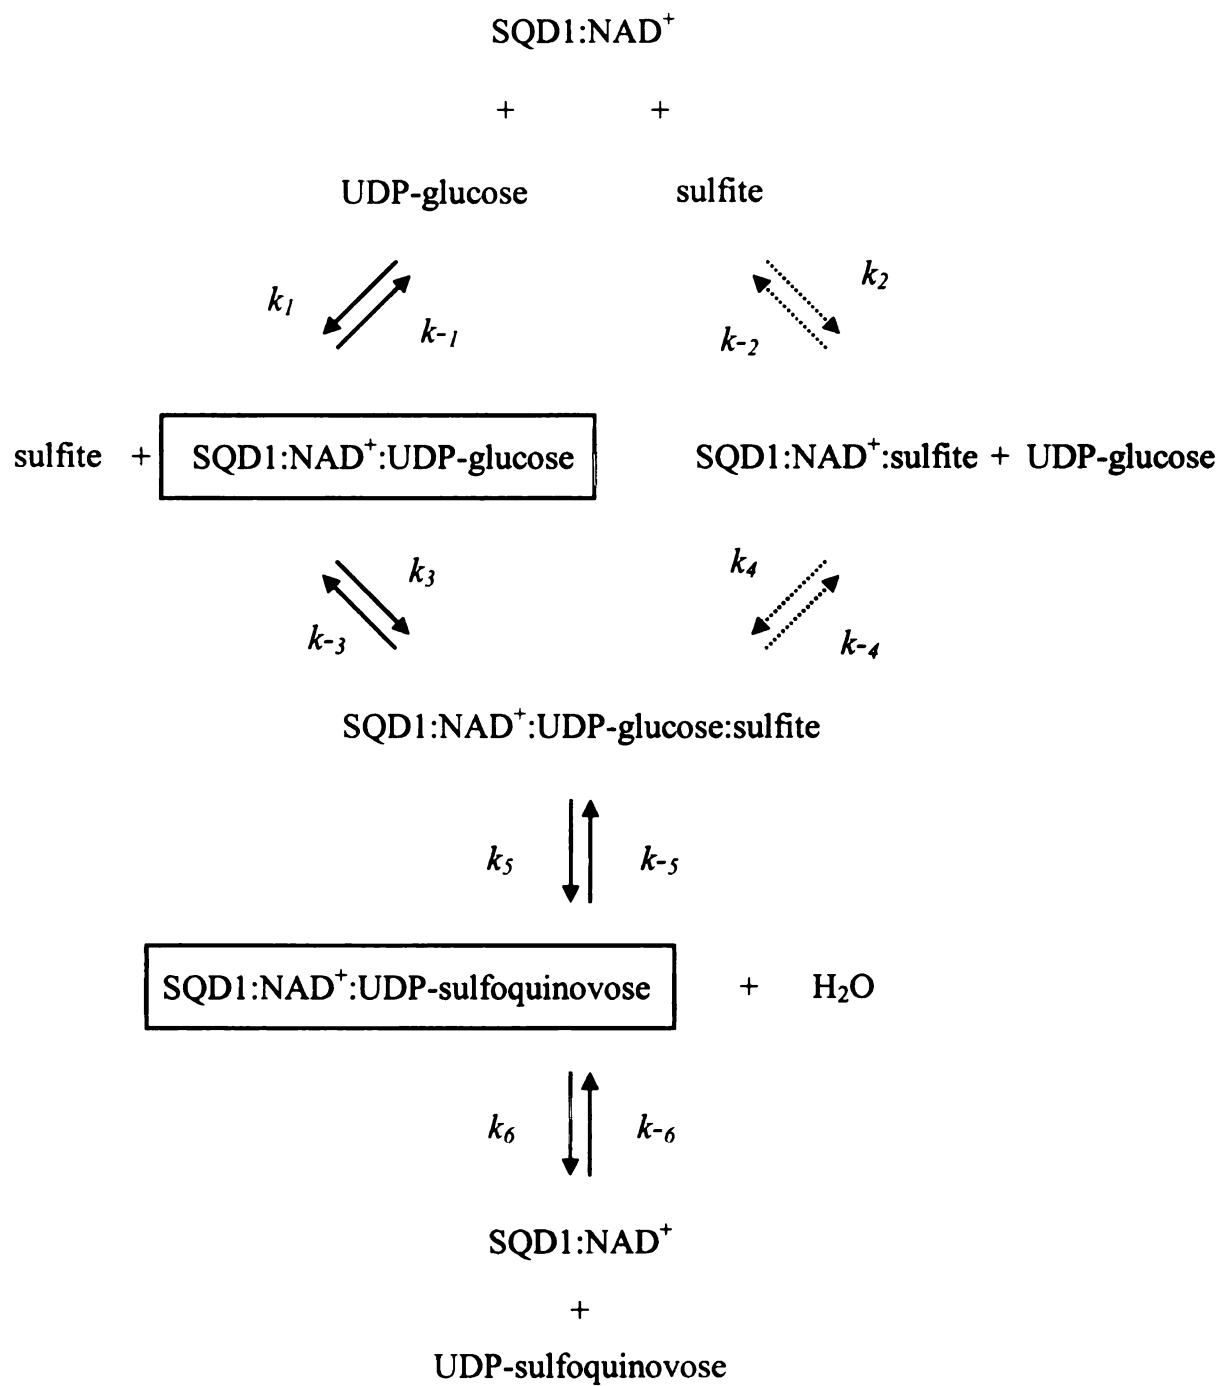 SQD1:NAD⁺
+ +
UDP-glucose sulfite
k₁ k₋₁ k₂ k₋₂
sulfite + SQD1:NAD⁺:UDP-glucose SQD1:NAD⁺:sulfite + UDP-glucose
k₃ k₋₃ k₄ k₋₄
SQD1:NAD⁺:UDP-glucose:sulfite
k₅ k₋₅
SQD1:NAD⁺:UDP-sulfoquinovose + H₂O
k₆ k₋₆
SQD1:NAD⁺
+
UDP-sulfoquinovose